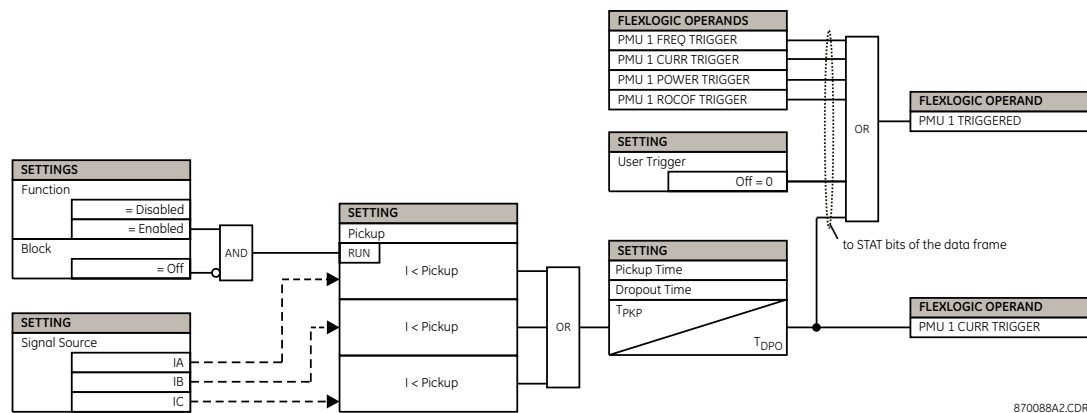 FLEXLOGIC OPERANDS
PMU 1 FREQ TRIGGER
PMU 1 CURR TRIGGER
PMU 1 POWER TRIGGER
PMU 1 ROCOF TRIGGER
OR
FLEXLOGIC OPERAND
PMU 1 TRIGGERED
SETTING
User Trigger
Off = 0
to STAT bits of the data frame
SETTINGS
Function
= Disabled
= Enabled
Block
= Off
AND
SETTING
Pickup
RUN
I < Pickup
I < Pickup
I < Pickup
OR
SETTING
Pickup Time
Dropout Time
TPKP
TDPO
FLEXLOGIC OPERAND
PMU 1 CURR TRIGGER
SETTING
Signal Source
IA
IB
IC
870088A2.CDR